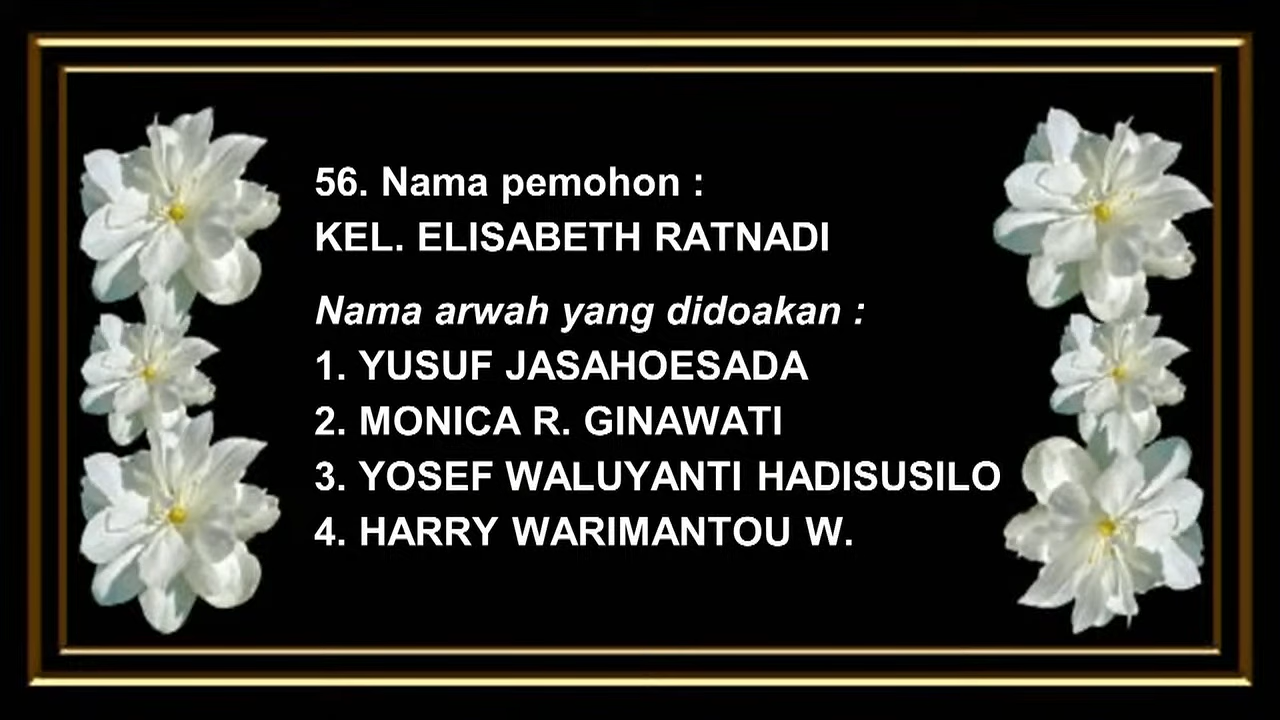 56. Nama pemohon :
KEL. ELISABETH RATNADI
Nama arwah yang didoakan :
1. YUSUF JASAHOESADA
2. MONICA R. GINAWATI
3. YOSEF WALUYANTI HADISUSILO
4. HARRY WARIMANTOU W.